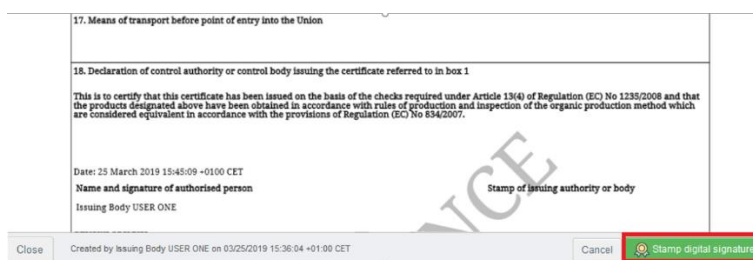 17. Means of transport before point of entry into the Union
18. Declaration of control authority or control body issuing the certificate referred to in box 1
This is to certify that this certificate has been issued on the basis of the checks required under Article 13(4) of Regulation (EC) No 1235/2008 and that
the products designated above have been obtained in accordance with rules of production and inspection of the organic production method which
are considered equivalent in accordance with the provisions of Regulation (EC) No 834/2007.
Date: 25 March 2019 15:45:09 +0100 CET
Name and signature of authorised person Stamp of issuing authority or body
Issuing Body USER ONE
NCE
Close Created by Issuing Body USER ONE on 03/25/2019 15:36:04 +01:00 CET Cancel Stamp digital signature